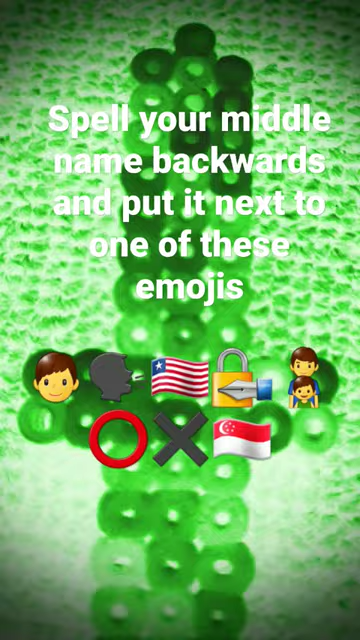 Spell your middle
name backwards
and put it next to
one of these
emojis